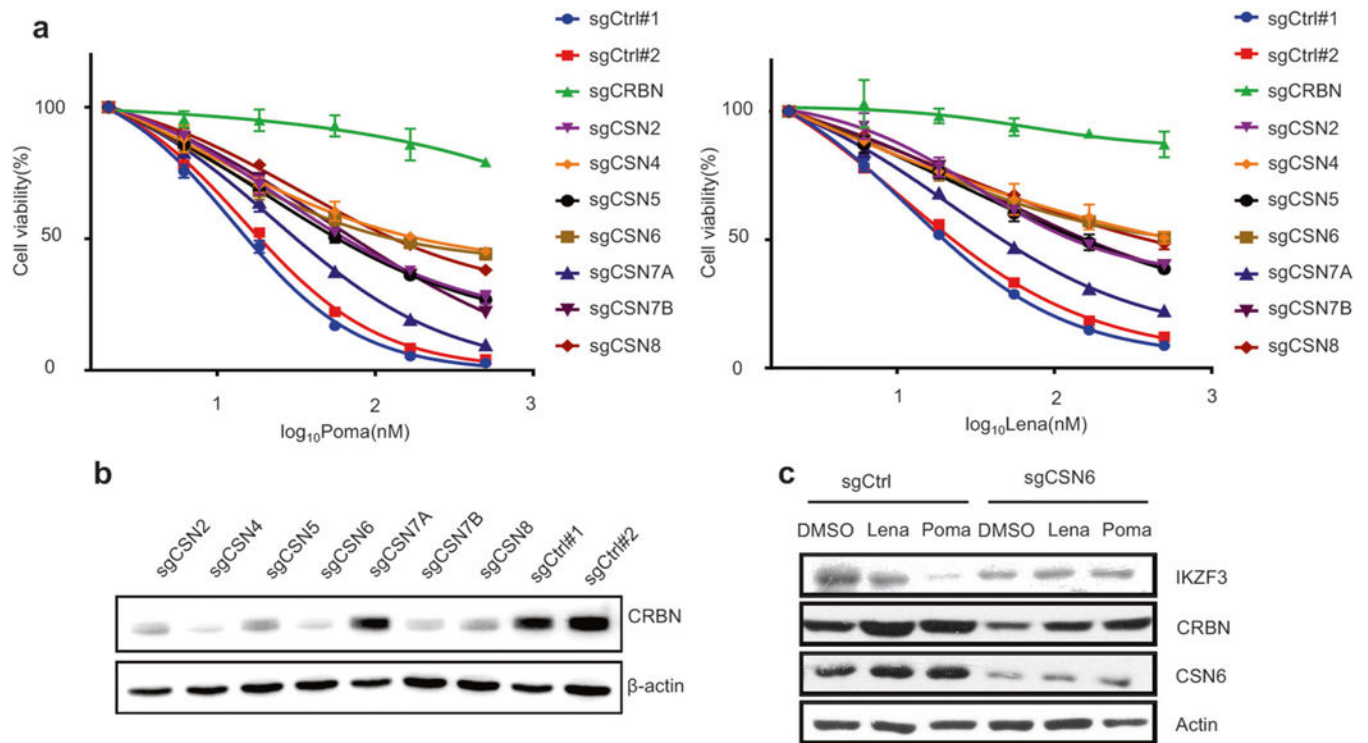 a
100
50
0
1
2
3
Cell viability(%)
log₁₀Poma(nM)
sgCtrl#1
sgCtrl#2
sgCRBN
sgCSN2
sgCSN4
sgCSN5
sgCSN6
sgCSN7A
sgCSN7B
sgCSN8
100
50
0
1
2
3
Cell viability(%)
log₁₀Lena(nM)
sgCtrl#1
sgCtrl#2
sgCRBN
sgCSN2
sgCSN4
sgCSN5
sgCSN6
sgCSN7A
sgCSN7B
sgCSN8
b
sgCSN2 sgCSN4 sgCSN5 sgCSN6 sgCSN7A sgCSN7B sgCSN8 sgCtrl#1 sgCtrl#2
CRBN
β-actin
c
sgCtrl sgCSN6
DMSO Lena Poma DMSO Lena Poma
IKZF3
CRBN
CSN6
Actin